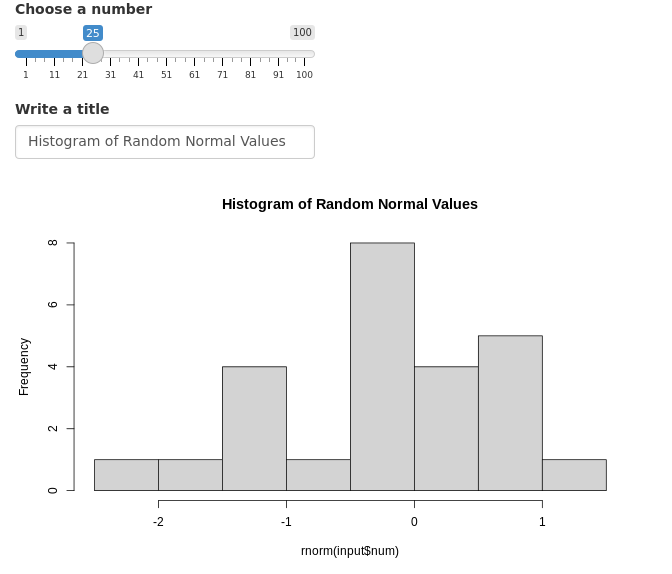 Choose a number
1 25 100
1 11 21 31 41 51 61 71 81 91 100
Write a title
Histogram of Random Normal Values
Histogram of Random Normal Values
8
6
4
2
0
Frequency
-2 -1 0 1
rnorm(input$num)